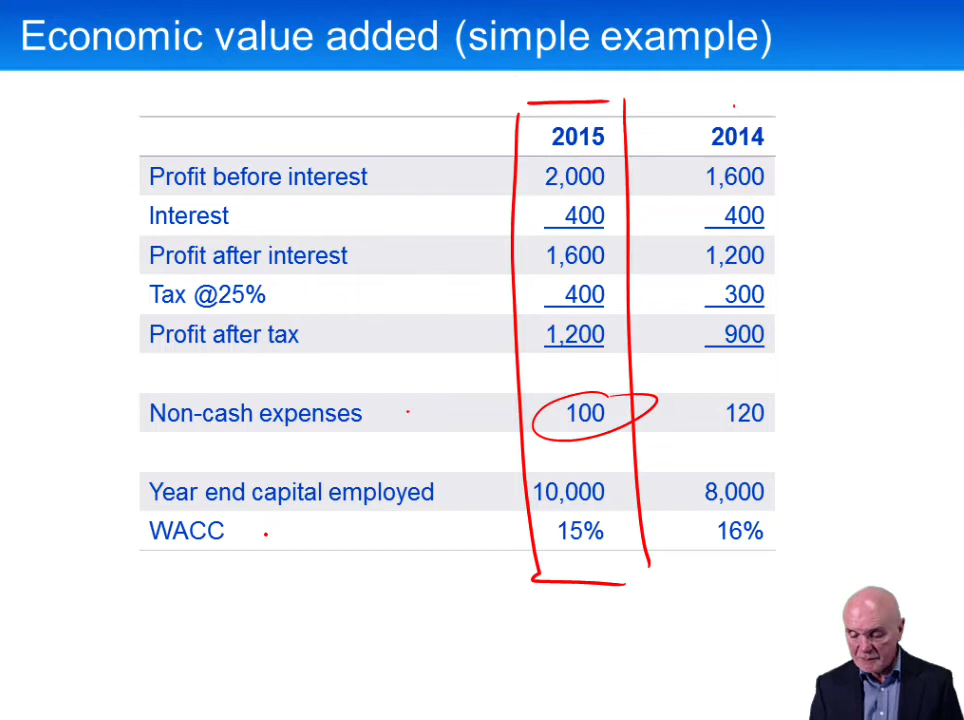 Economic value added (simple example)
2015 2014
Profit before interest 2,000 1,600
Interest 400 400
Profit after interest 1,600 1,200
Tax @25% 400 300
Profit after tax 1,200 900
Non-cash expenses 100 120
Year end capital employed 10,000 8,000
WACC 15% 16%